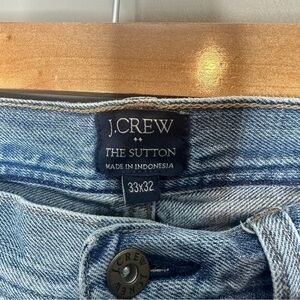 J.CREW
THE SUTTON
MADE IN INDONESIA
33X32
J.CREW